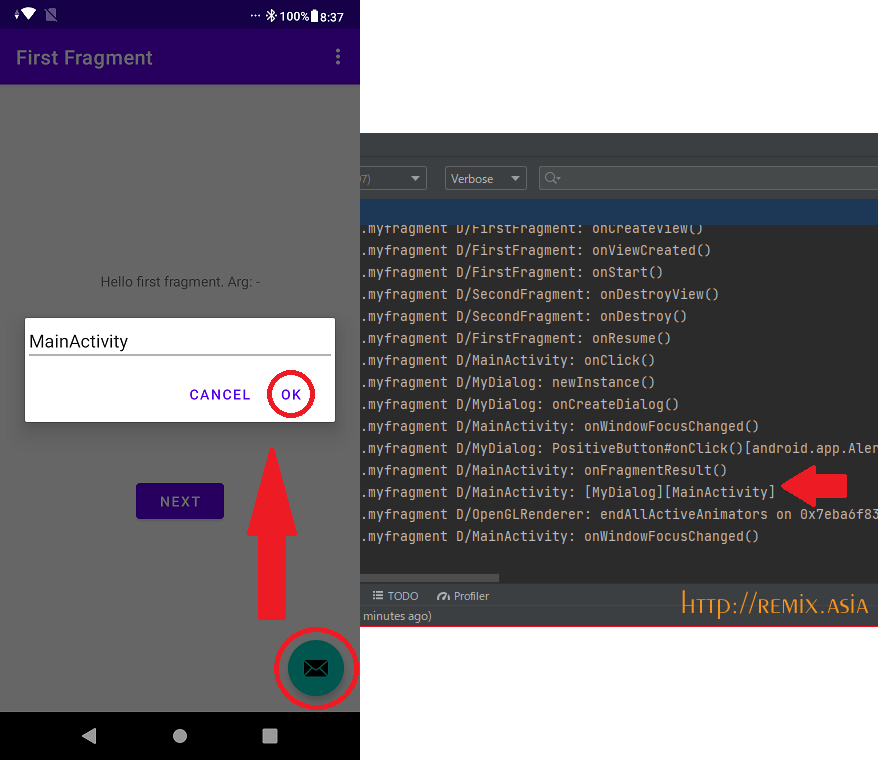 100% 8:37
First Fragment
Hello first fragment. Arg: -
MainActivity
CANCEL OK
NEXT
Verbose
.myfragment D/FirstFragment: onCreateView()
.myfragment D/FirstFragment: onViewCreated()
.myfragment D/FirstFragment: onStart()
.myfragment D/SecondFragment: onDestroyView()
.myfragment D/SecondFragment: onDestroy()
.myfragment D/FirstFragment: onResume()
.myfragment D/MainActivity: onClick()
.myfragment D/MyDialog: newInstance()
.myfragment D/MyDialog: onCreateDialog()
.myfragment D/MainActivity: onWindowFocusChanged()
.myfragment D/MyDialog: PositiveButton#onClick()[android.app.Aler
.myfragment D/MainActivity: onFragmentResult()
.myfragment D/MainActivity: [MyDialog][MainActivity]
.myfragment D/OpenGLRenderer: endAllActiveAnimators on 0x7eba6f83
.myfragment D/MainActivity: onWindowFocusChanged()
TODO Profiler
minutes ago)
HTTP://REMIX.ASIA